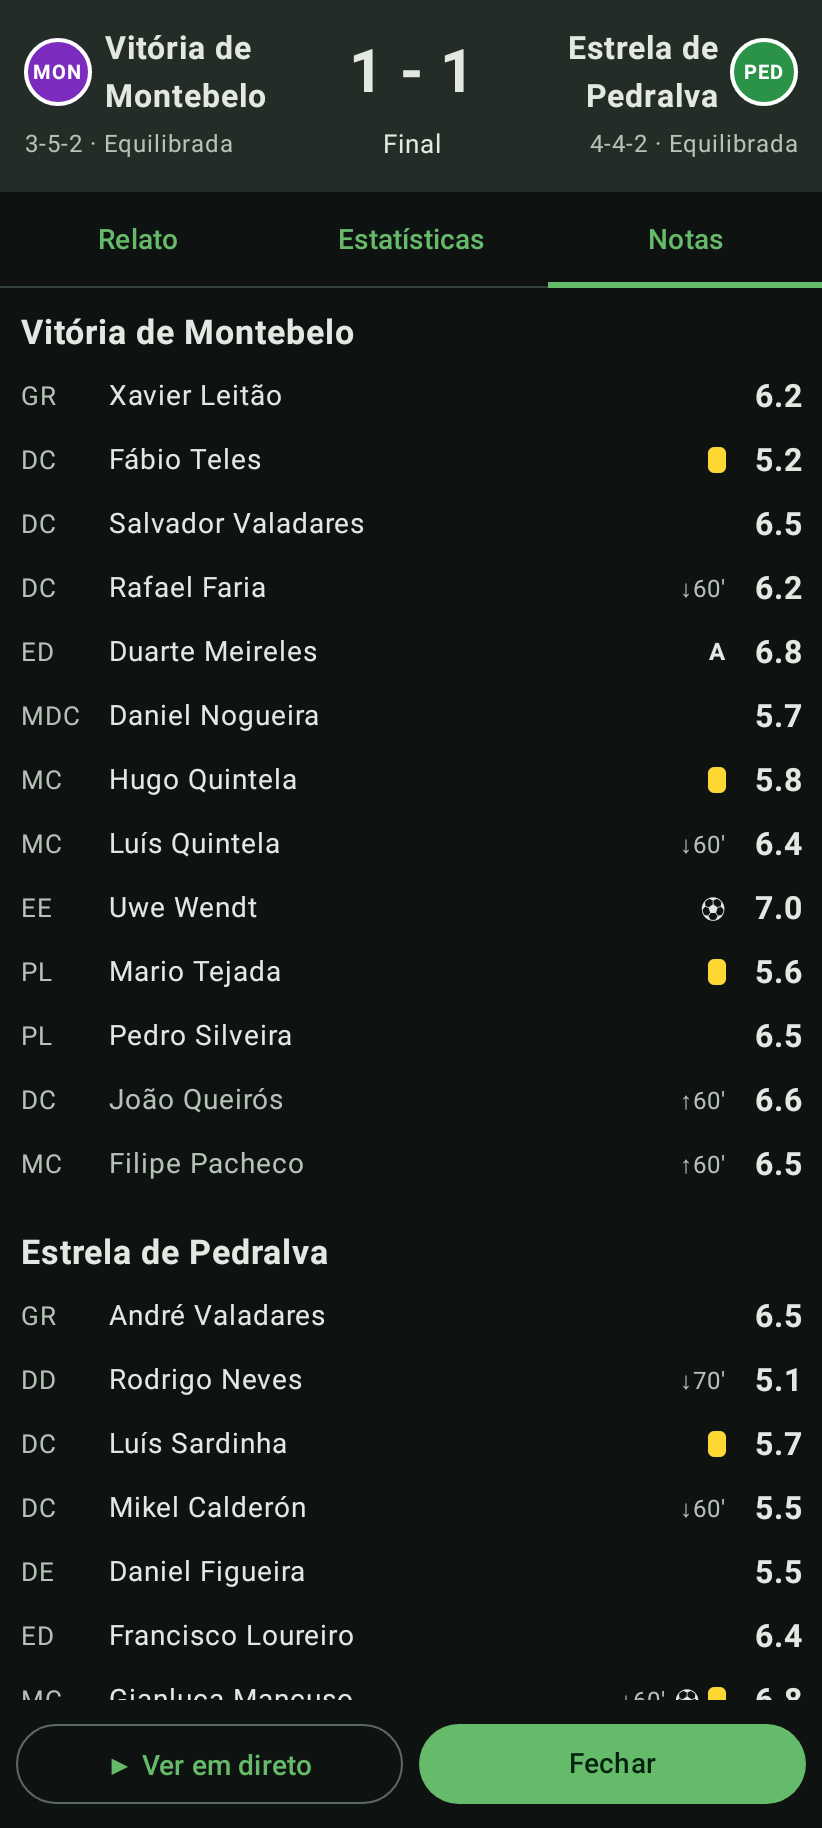 MON
Vitória de
Montebelo
1 - 1
Estrela de
Pedralva
PED
3-5-2 · Equilibrada
Final
4-4-2 · Equilibrada
Relato
Estatísticas
Notas
Vitória de Montebelo
GR Xavier Leitão 6.2
DC Fábio Teles 5.2
DC Salvador Valadares 6.5
DC Rafael Faria ↓60' 6.2
ED Duarte Meireles A 6.8
MDC Daniel Nogueira 5.7
MC Hugo Quintela 5.8
MC Luís Quintela ↓60' 6.4
EE Uwe Wendt ⚽ 7.0
PL Mario Tejada 5.6
PL Pedro Silveira 6.5
DC João Queirós ↑60' 6.6
MC Filipe Pacheco ↑60' 6.5
Estrela de Pedralva
GR André Valadares 6.5
DD Rodrigo Neves ↓70' 5.1
DC Luís Sardinha 5.7
DC Mikel Calderón ↓60' 5.5
DE Daniel Figueira 5.5
ED Francisco Loureiro 6.4
MC Gianluca Mancuso ↓60' ⚽ 6.8
► Ver em direto
Fechar